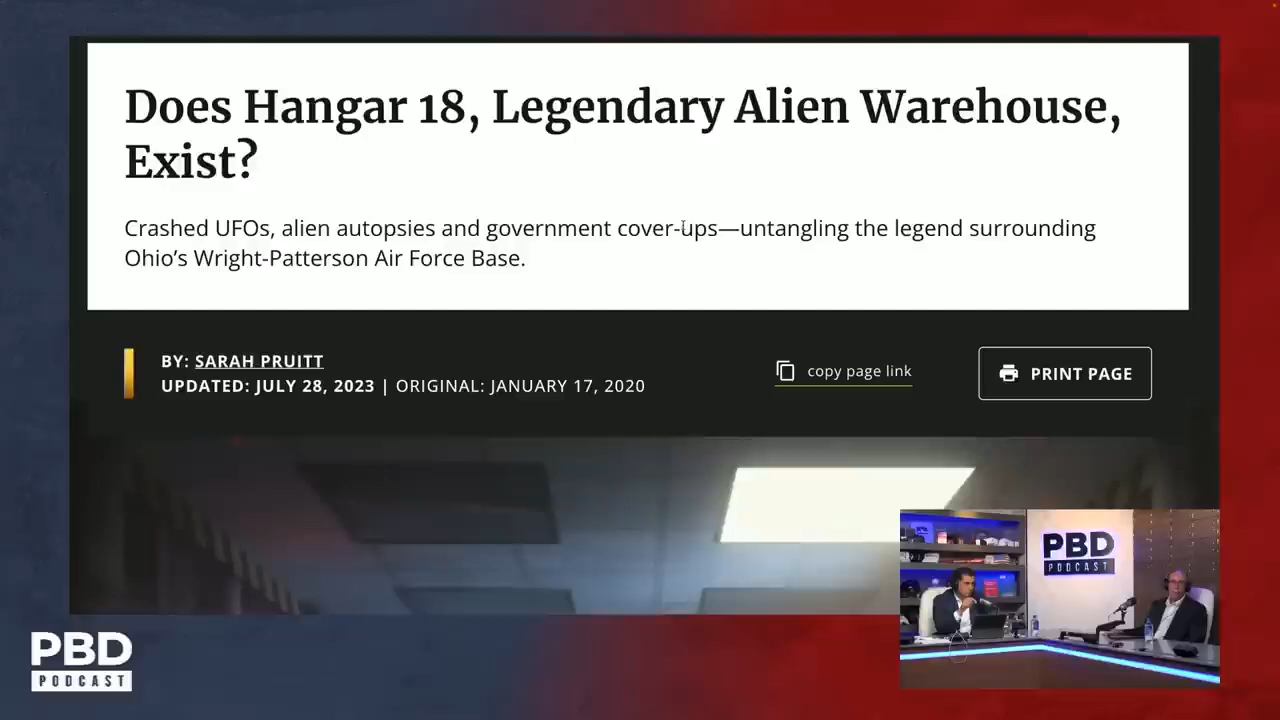 Does Hangar 18, Legendary Alien Warehouse,
Exist?
Crashed UFOs, alien autopsies and government cover-ups—untangling the legend surrounding
Ohio's Wright-Patterson Air Force Base.
BY: SARAH PRUITT
UPDATED: JULY 28, 2023 | ORIGINAL: JANUARY 17, 2020
copy page link
PRINT PAGE
PBD
PODCAST
PBD
PODCAST